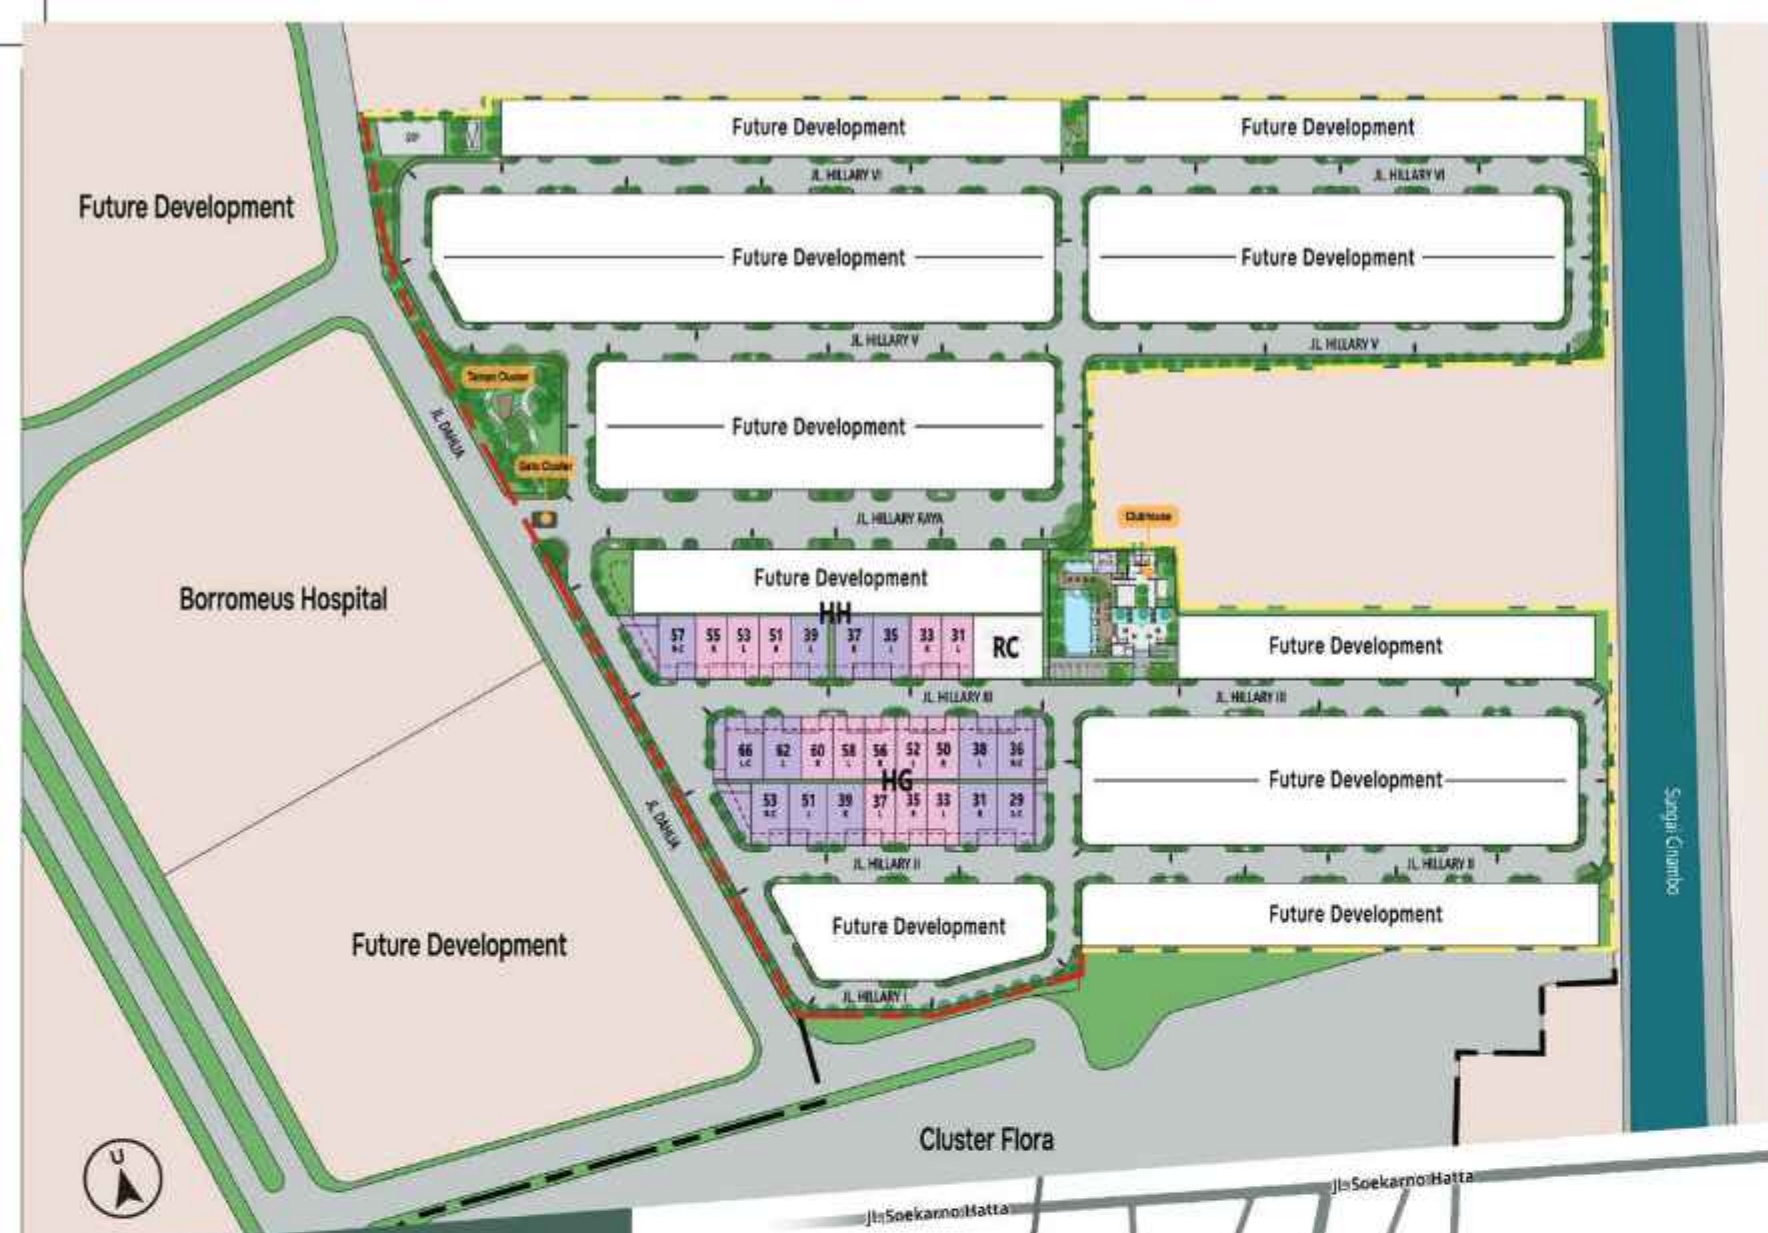 Future Development
Future Development
JL. HILLARY VI
JL. HILLARY VI
Future Development
Future Development
Future Development
JL. HILLARY V
JL. HILLARY V
Taman Cluster
JL. DAHLIA
Future Development
Gate Cluster
JL. HILLARY RAYA
Clubhouse
Future Development
Borromeus Hospital
HH
57 55 53 51 39 37 35 33 31
RC
Future Development
JL. HILLARY III
JL. HILLARY III
66 62 60 58 56 52 50 38 36
HG
53 51 39 37 35 33 31 29
Future Development
JL. DAHLIA
Sungai Cinambo
JL. HILLARY II
JL. HILLARY II
Future Development
Future Development
Future Development
JL. HILLARY I
Cluster Flora
U
Jl. Soekarno Hatta
Jl. Soekarno Hatta